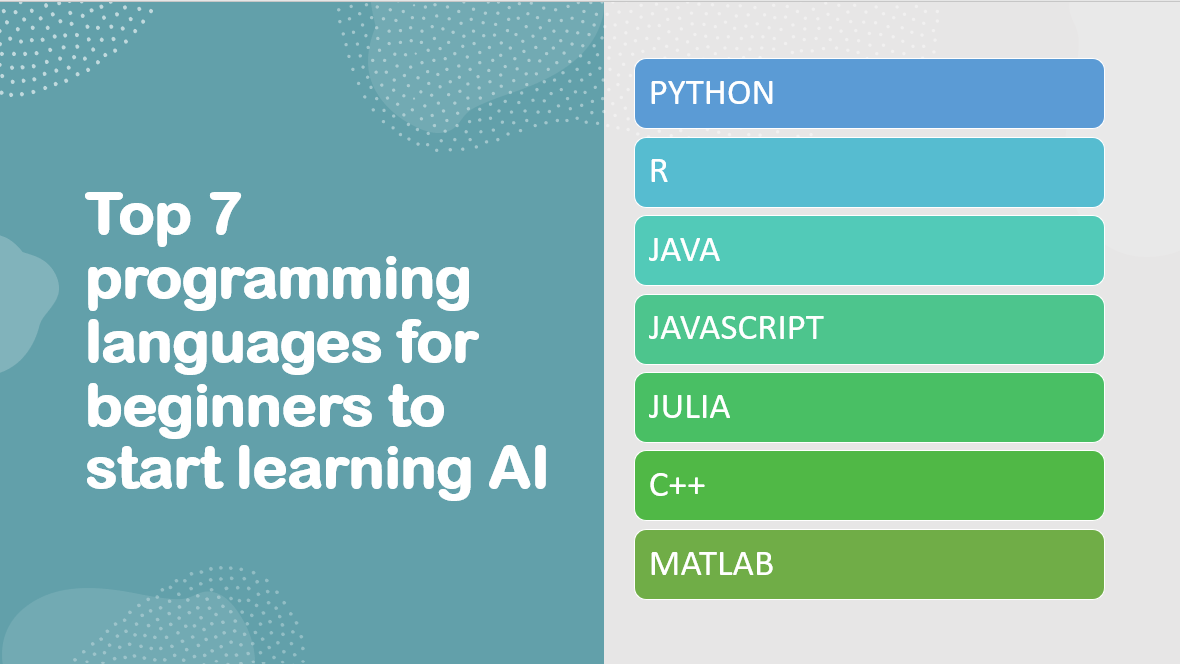 Top 7
programming
languages for
beginners to
start learning AI
PYTHON
R
JAVA
JAVASCRIPT
JULIA
C++
MATLAB